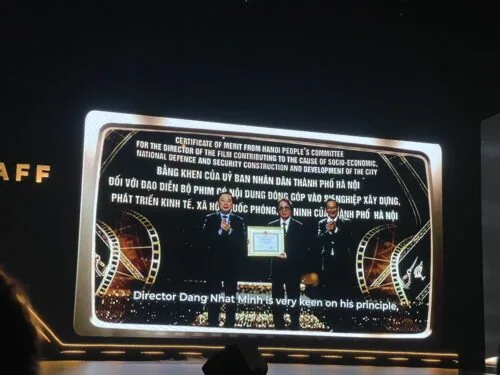 AFF
CERTIFICATE OF MERIT FROM HANOI PEOPLE'S COMMITTEE
FOR THE DIRECTOR OF THE FILM CONTRIBUTING TO THE CAUSE OF SOCIO-ECONOMIC,
NATIONAL DEFENCE AND SECURITY CONSTRUCTION AND DEVELOPMENT OF THE CITY
BẰNG KHEN CỦA UỶ BAN NHÂN DÂN THÀNH PHỐ HÀ NỘI
ĐỐI VỚI ĐẠO DIỄN BỘ PHIM CÓ NỘI DUNG ĐÓNG GÓP VÀO SỰ NGHIỆP XÂY DỰNG,
PHÁT TRIỂN KINH TẾ, XÃ HỘI QUỐC PHÒNG, NINH CỦA THÀNH PHỐ HÀ NỘI
Director Dang Nhat Minh is very keen on his principle,